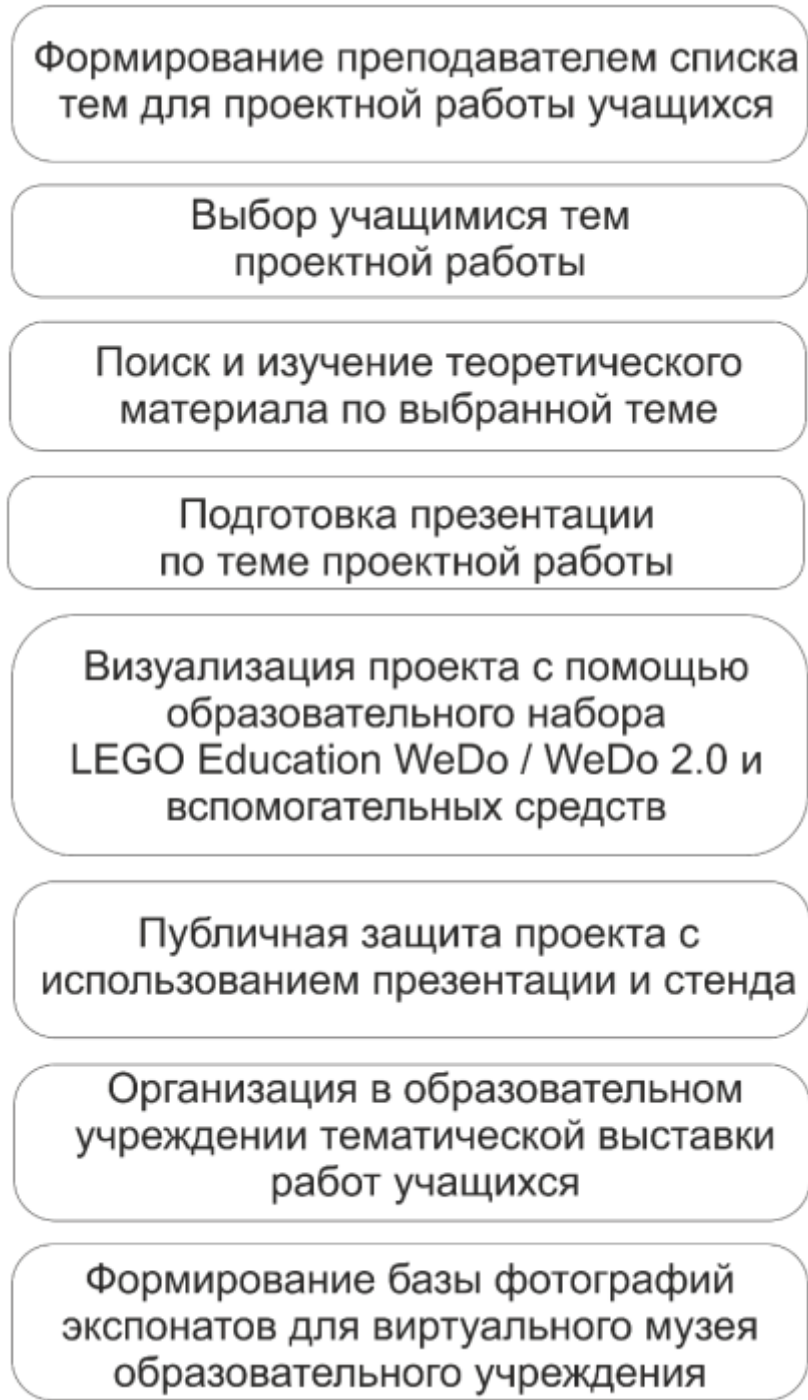 Формирование преподавателем списка
тем для проектной работы учащихся
Выбор учащимися тем
проектной работы
Поиск и изучение теоретического
материала по выбранной теме
Подготовка презентации
по теме проектной работы
Визуализация проекта с помощью
образовательного набора
LEGO Education WeDo / WeDo 2.0 и
вспомогательных средств
Публичная защита проекта с
использованием презентации и стенда
Организация в образовательном
учреждении тематической выставки
работ учащихся
Формирование базы фотографий
экспонатов для виртуального музея
образовательного учреждения